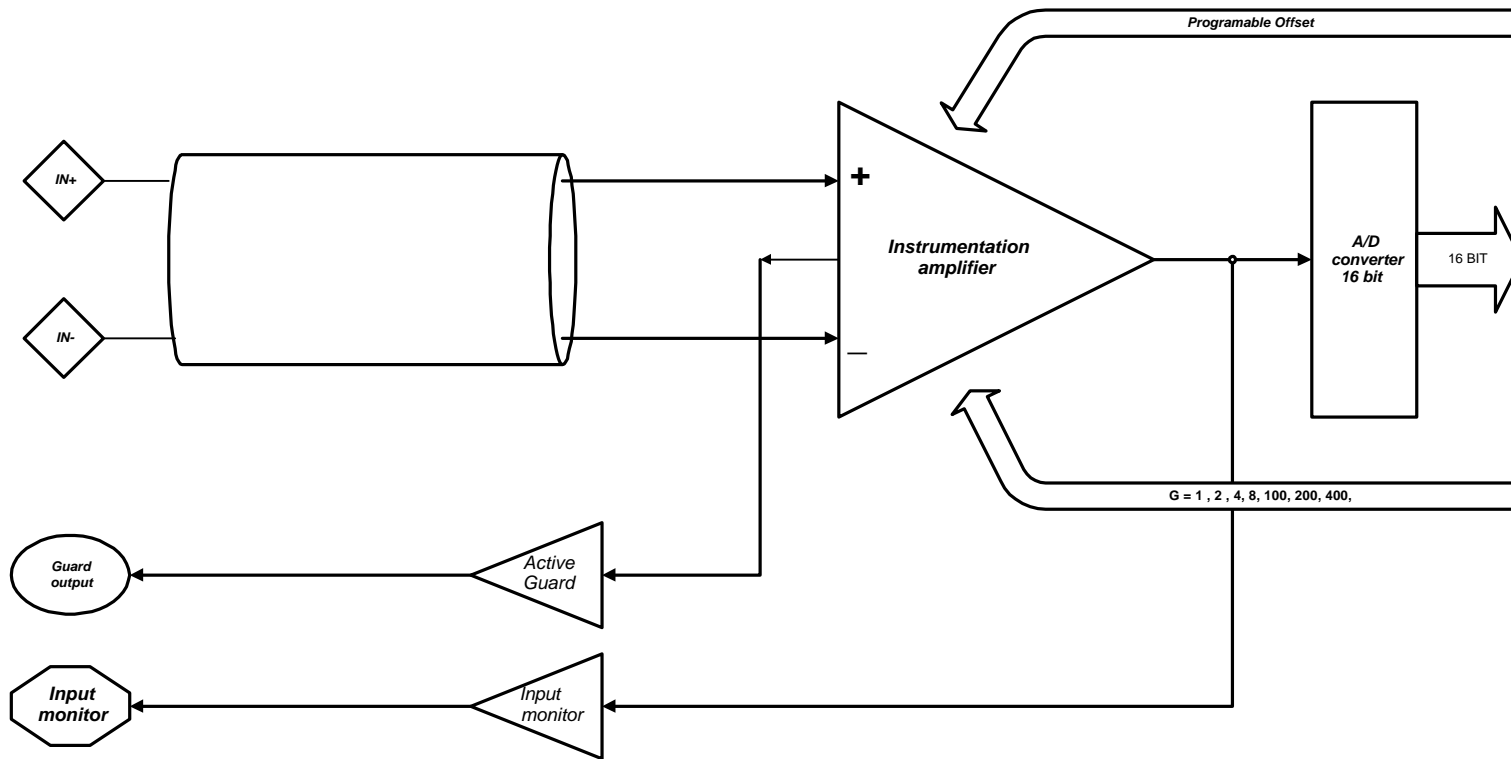 Programable Offset
IN+
+
Instrumentation
amplifier
A/D
converter
16 bit
16 BIT
IN-
–
G = 1 , 2 , 4, 8, 100, 200, 400,
Guard
output
Active
Guard
Input
monitor
Input
monitor